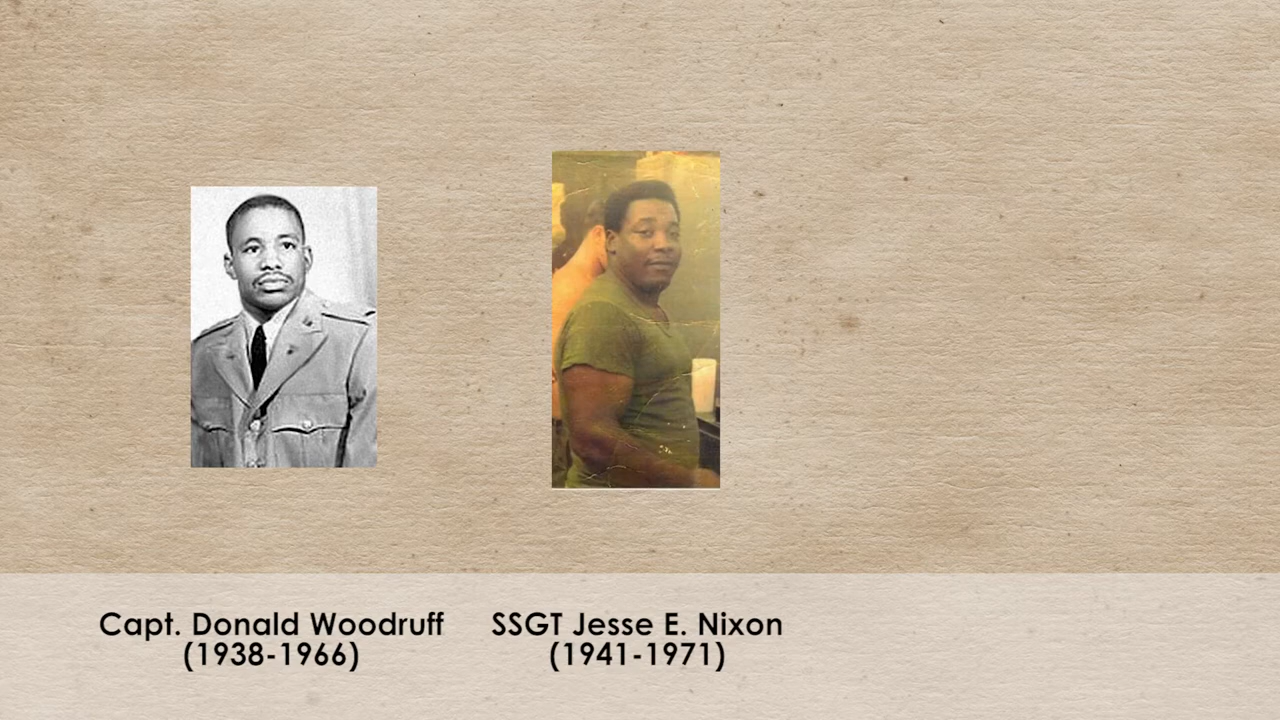 Capt. Donald Woodruff
(1938-1966)
SSGT Jesse E. Nixon
(1941-1971)